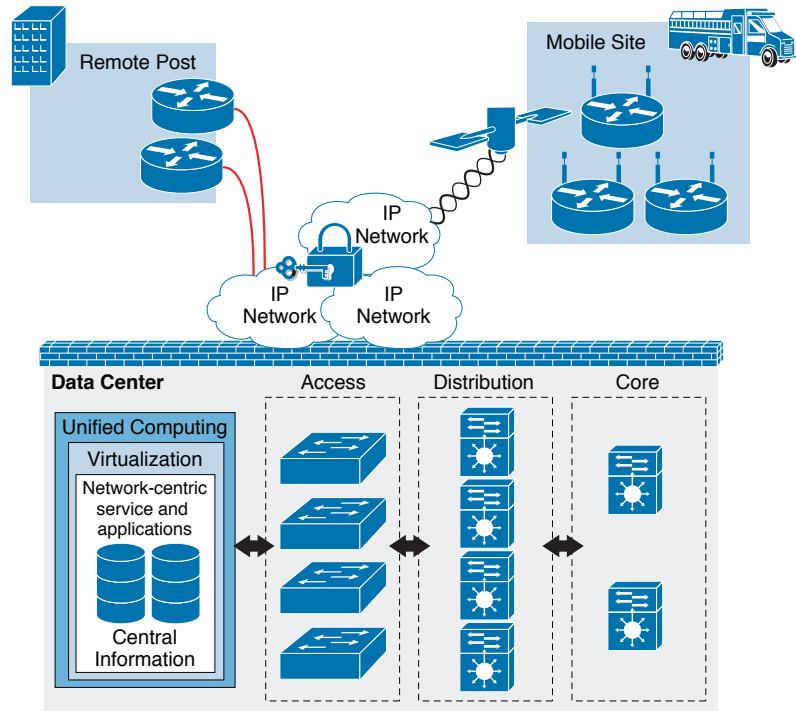 Remote Post
Mobile Site
IP
Network
IP
Network
IP
Network
Data Center
Access
Distribution
Core
Unified Computing
Virtualization
Network-centric
service and
applications
Central
Information